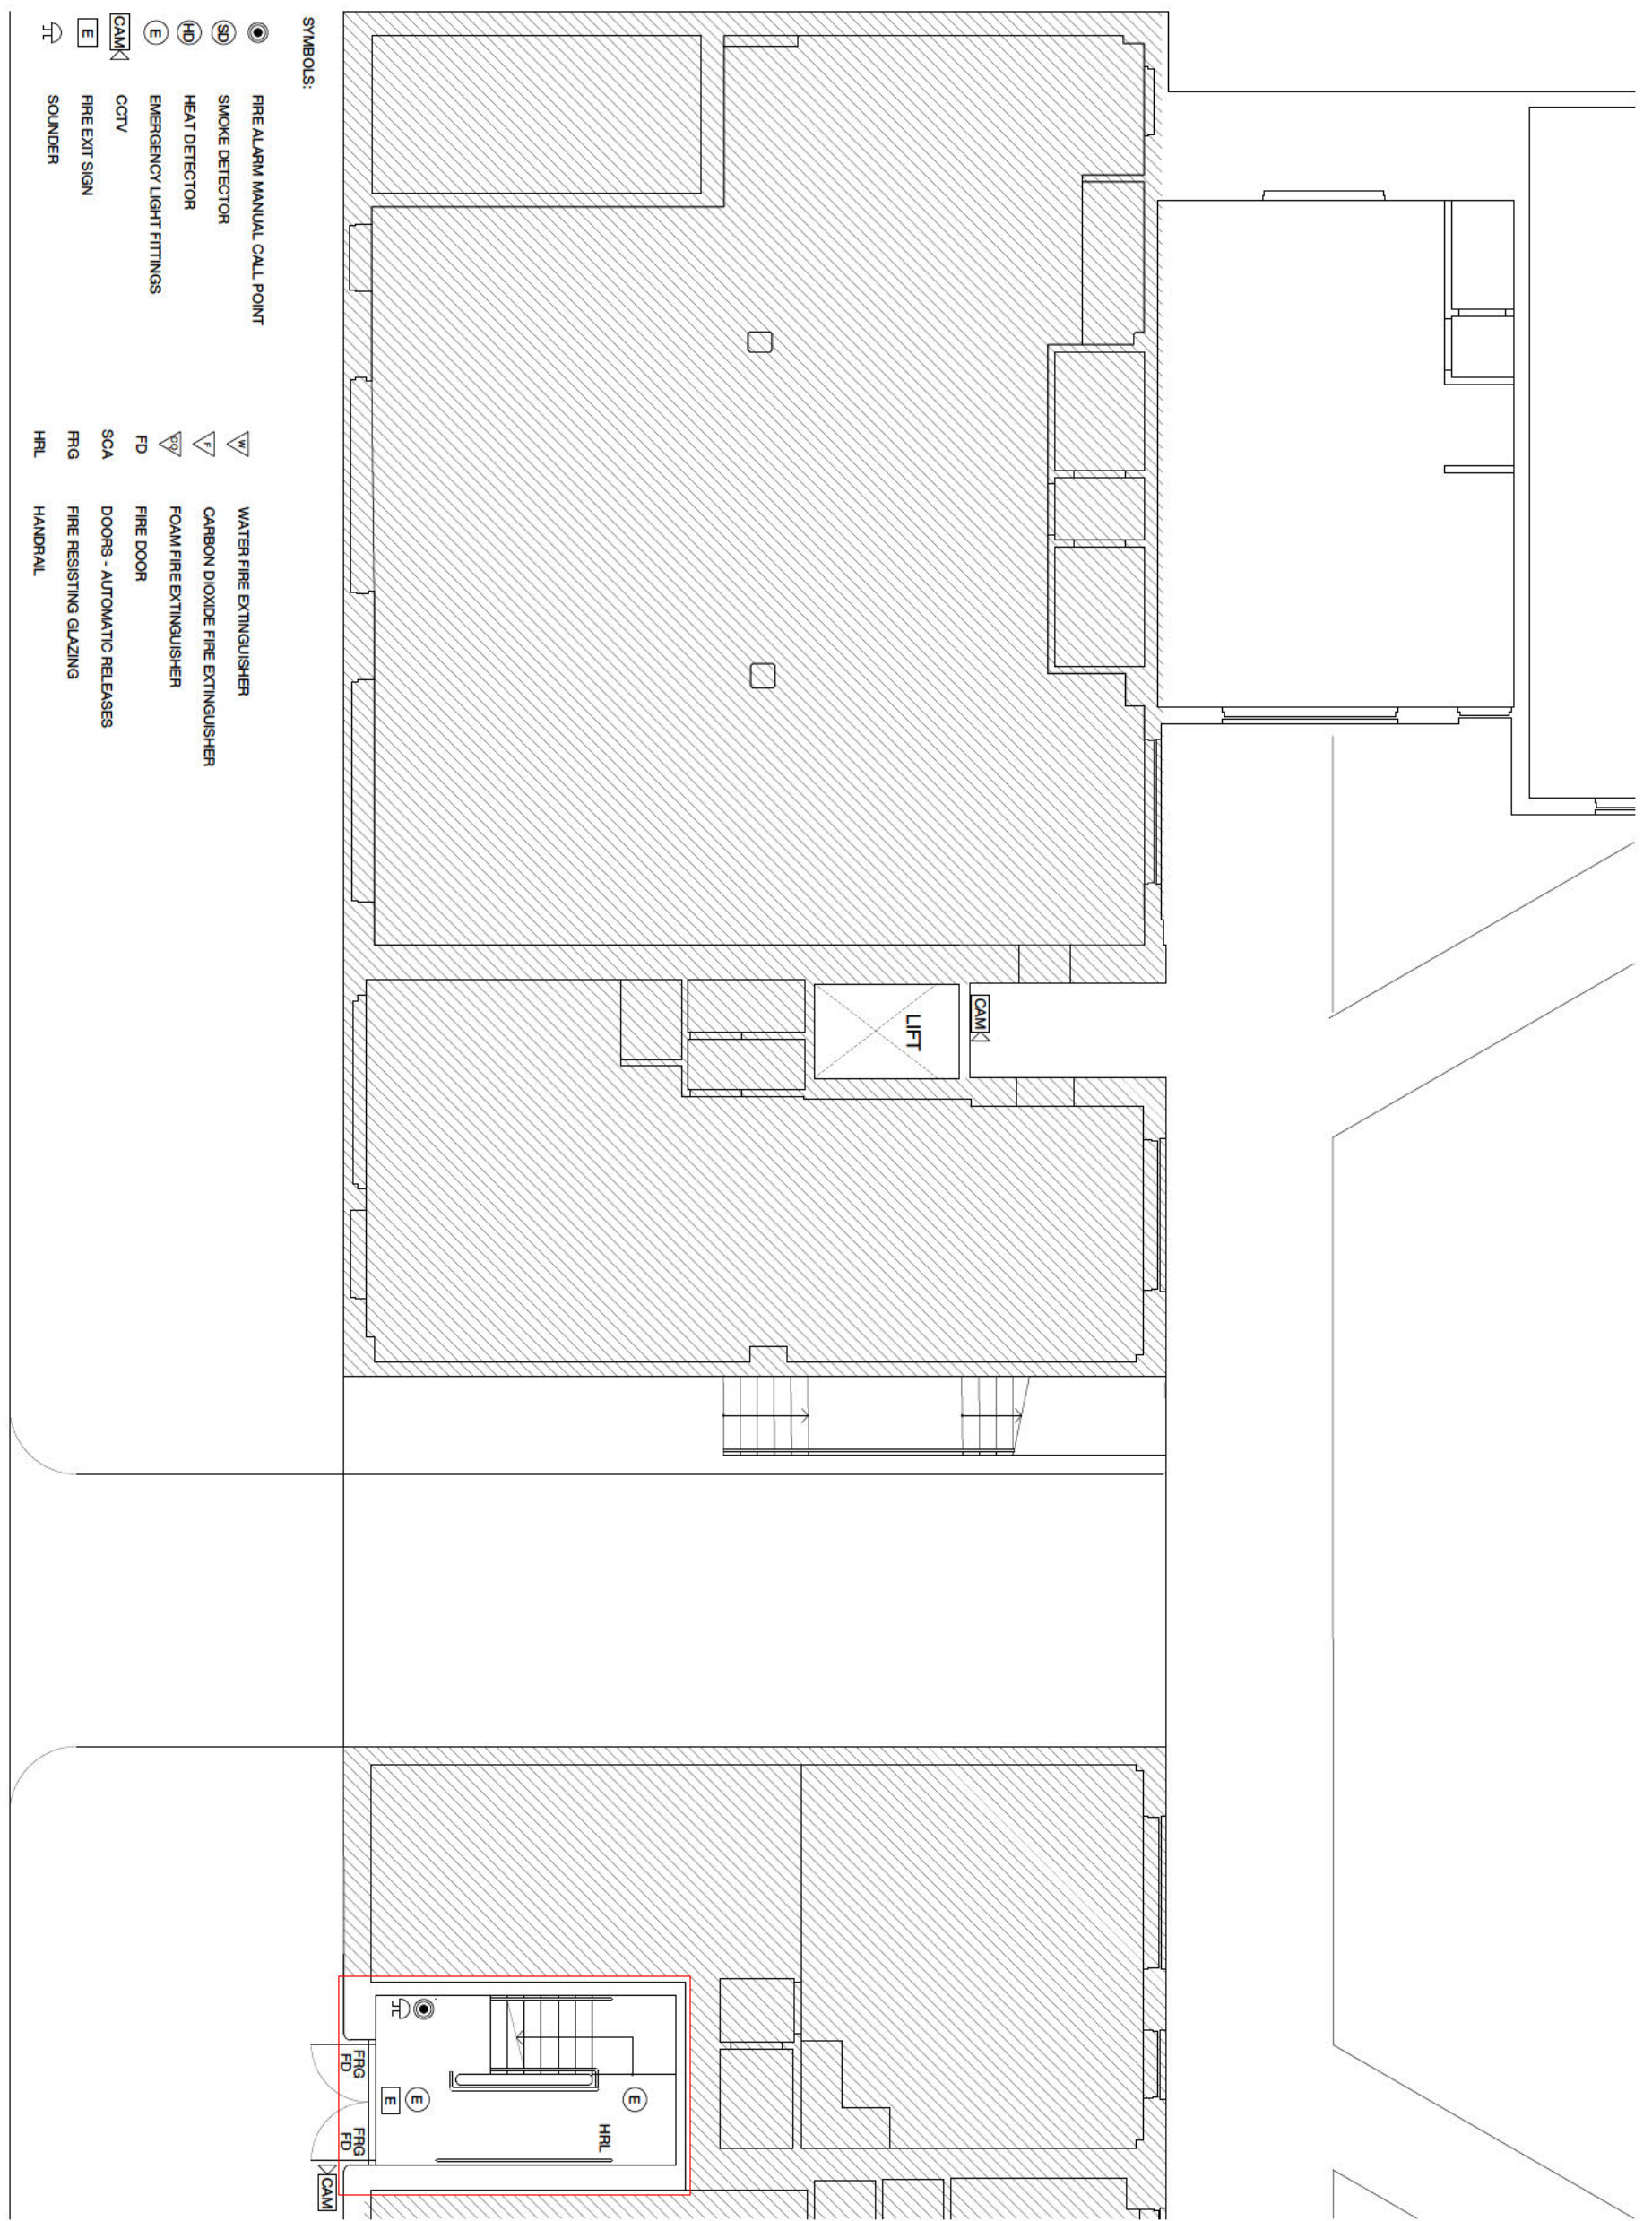 SYMBOLS:
FIRE ALARM MANUAL CALL POINT
SD SMOKE DETECTOR
HD HEAT DETECTOR
E EMERGENCY LIGHT FITTINGS
CAM CCTV
E FIRE EXIT SIGN
SOUNDER
W WATER FIRE EXTINGUISHER
F CARBON DIOXIDE FIRE EXTINGUISHER
FOAM FIRE EXTINGUISHER
FD FIRE DOOR
SCA DOORS - AUTOMATIC RELEASES
FRG FIRE RESISTING GLAZING
HRL HANDRAIL
LIFT
CAM
E
HRL
E
E
FRG
FD
FRG
FD
CAM